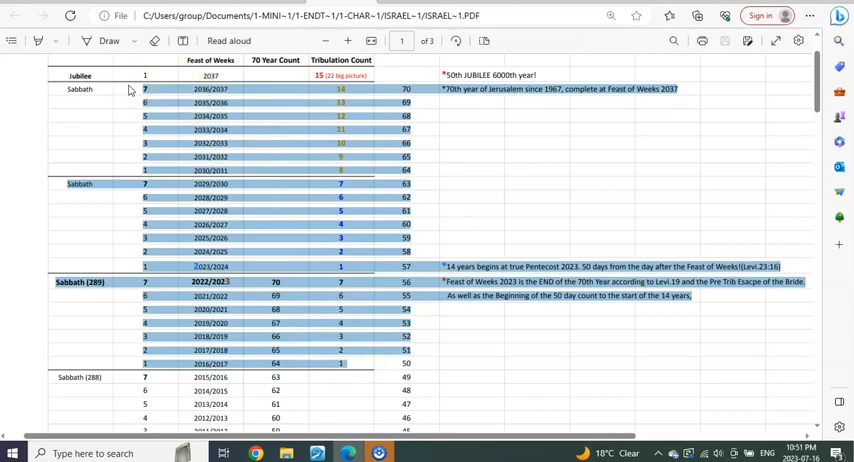 File | C:/Users/group/Documents/1-MINI~1/1-ENDT~1/1-CHAR~1/ISRAEL~1/ISRAEL~1.PDF
Sign in
Draw Read aloud 1 of 3
Feast of Weeks 70 Year Count Tribulation Count
Jubilee 1 2037 15 (22 big picture) *50th JUBILEE 6000th year!
Sabbath 7 2036/2037 14 70 *70th year of Jerusalem since 1967, complete at Feast of Weeks 2037
6 2035/2036 13 69
5 2034/2035 12 68
4 2033/2034 11 67
3 2032/2033 10 66
2 2031/2032 9 65
1 2030/2031 8 64
Sabbath 7 2029/2030 7 63
6 2028/2029 6 62
5 2027/2028 5 61
4 2026/2027 4 60
3 2025/2026 3 59
2 2024/2025 2 58
1 2023/2024 1 57 *14 years begins at true Pentecost 2023. 50 days from the day after the Feast of Weeks!(Levi.23:16)
Sabbath (289) 7 2022/2023 70 7 56 *Feast of Weeks 2023 is the END of the 70th Year according to Levi.19 and the Pre Trib Esacpe of the Bride.
6 2021/2022 69 6 55 As well as the Beginning of the 50 day count to the start of the 14 years.
5 2020/2021 68 5 54
4 2019/2020 67 4 53
3 2018/2019 66 3 52
2 2017/2018 65 2 51
1 2016/2017 64 1 50
Sabbath (288) 7 2015/2016 63 49
6 2014/2015 62 48
5 2013/2014 61 47
4 2012/2013 60 46
Type here to search 18°C Clear ENG 10:51 PM
2023-07-16